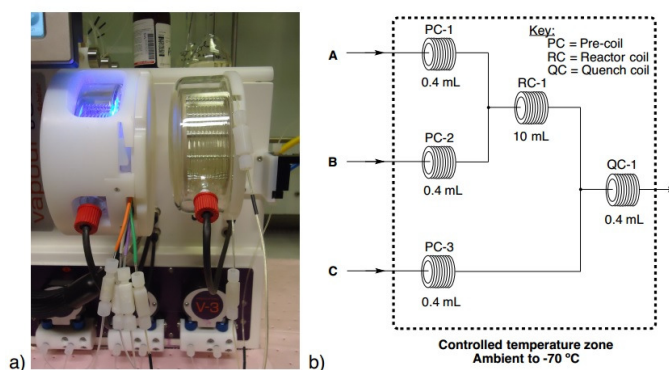 a)
vapour
V-3
b)
PC-1
Key:
PC = Pre-coil
RC = Reactor coil
QC = Quench coil
A
0.4 mL
RC-1
PC-2
10 mL
B
QC-1
0.4 mL
0.4 mL
PC-3
C
0.4 mL
Controlled temperature zone
Ambient to -70 °C